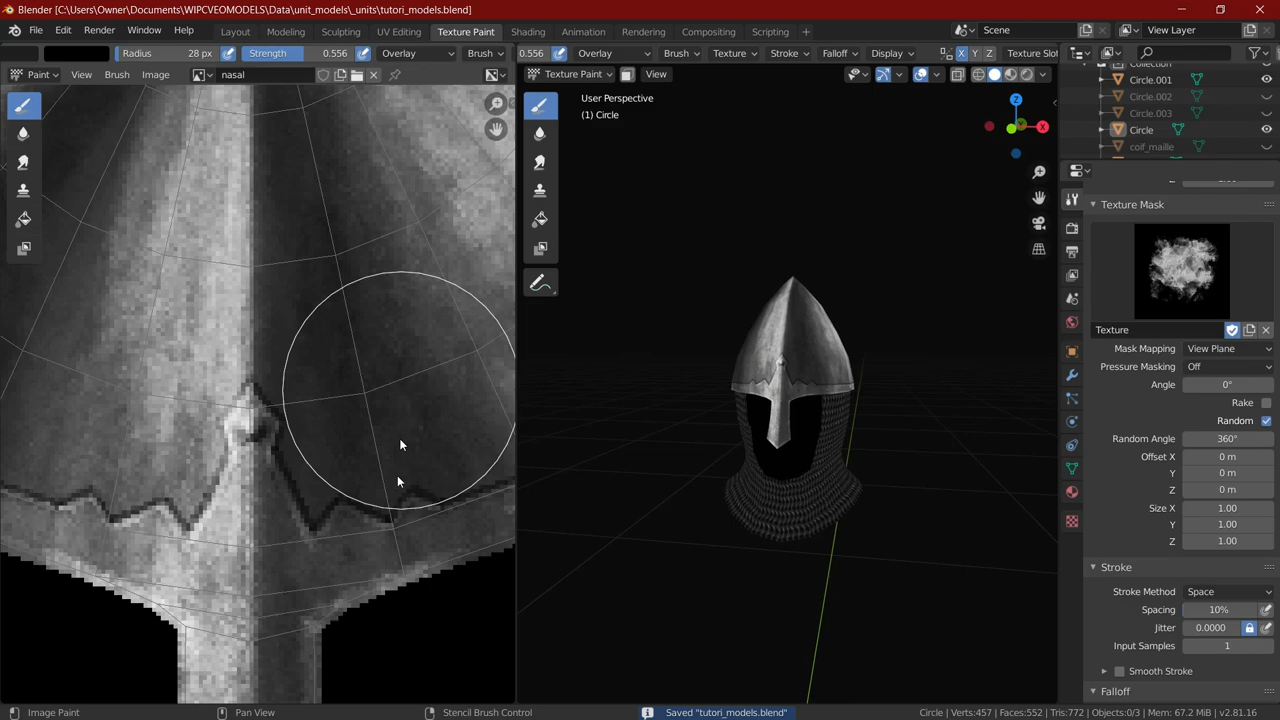 Blender [C:\Users\Owner\Documents\WIPCVEOMODELS\Data\unit_models\_units\tutori_models.blend]
File Edit Render Window Help Layout Modeling Sculpting UV Editing Texture Paint Shading Animation Rendering Compositing Scripting + Scene View Layer
Radius 28 px Strength 0.556 Overlay Brush 0.556 Overlay Brush Texture Stroke Falloff Display X Y Z Texture Slot
Paint View Brush Image nasal Texture Paint View
Collection
Circle.001
Circle.002
Circle.003
Circle
coif_maille
User Perspective
(1) Circle
Z
X
Z
Texture Mask
Texture
Mask Mapping View Plane
Pressure Masking Off
Angle 0°
Rake
Random
Random Angle 360°
Offset X 0 m
Y 0 m
Z 0 m
Size X 1.00
Y 1.00
Z 1.00
Stroke
Stroke Method Space
Spacing 10%
Jitter 0.0000
Input Samples 1
Smooth Stroke
Falloff
Image Paint Pan View Stencil Brush Control Saved "tutori_models.blend" Circle | Verts:457 | Faces:552 | Tris:772 | Objects:0/3 | Mem: 67.2 MiB | v2.81.16